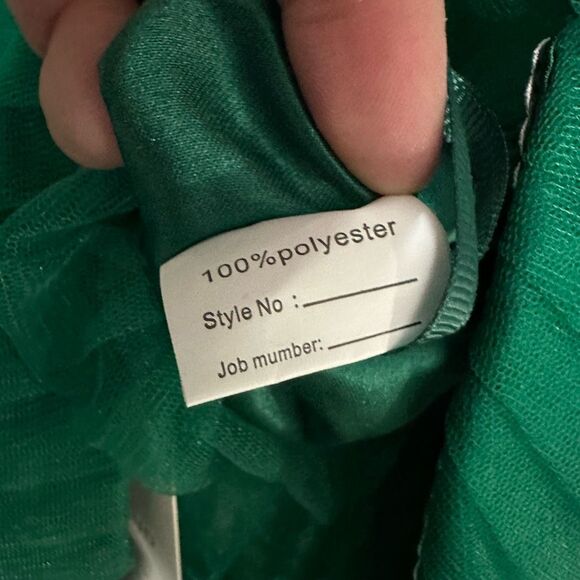 100%polyester
Style No :
Job mumber: